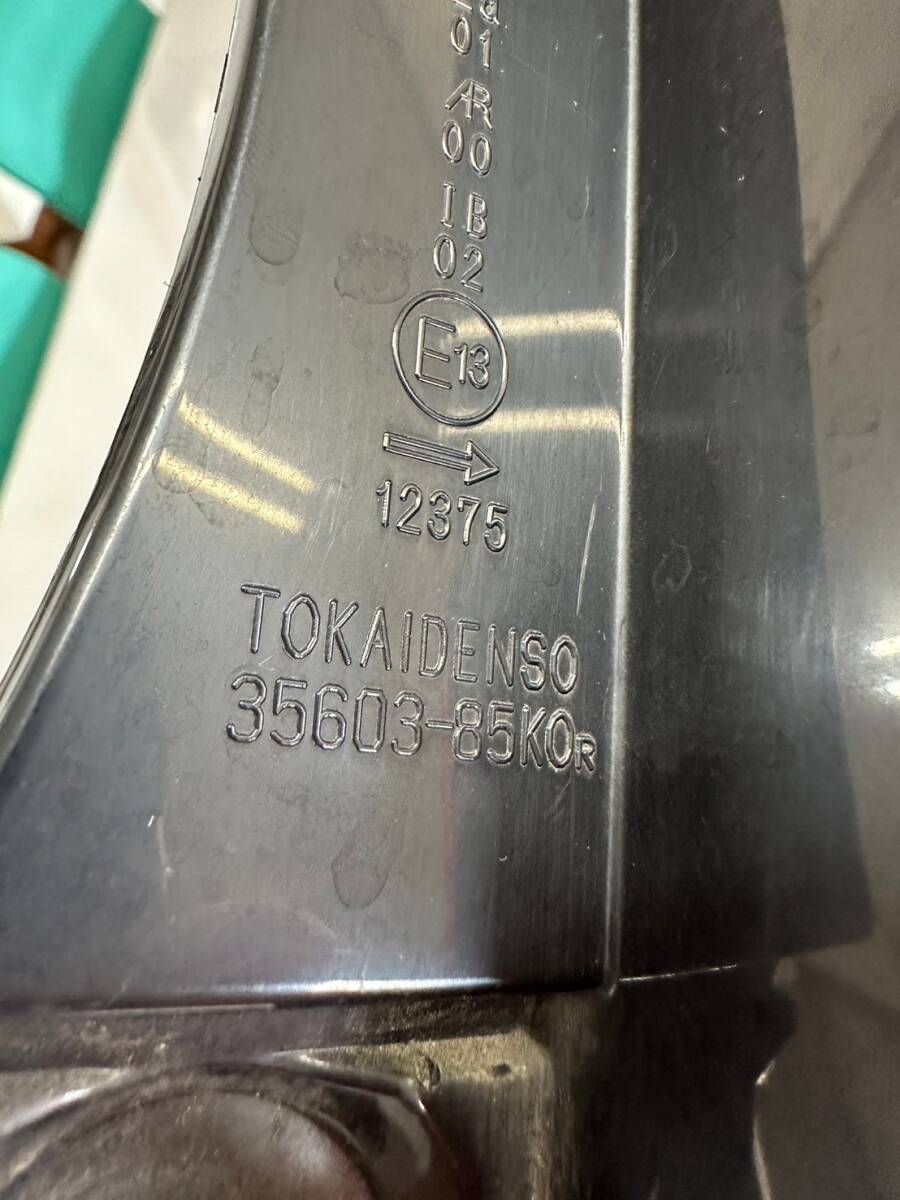 01
AR
00
IB
02
E13
→
12375
TOKAIDENSO
35603-85K0R